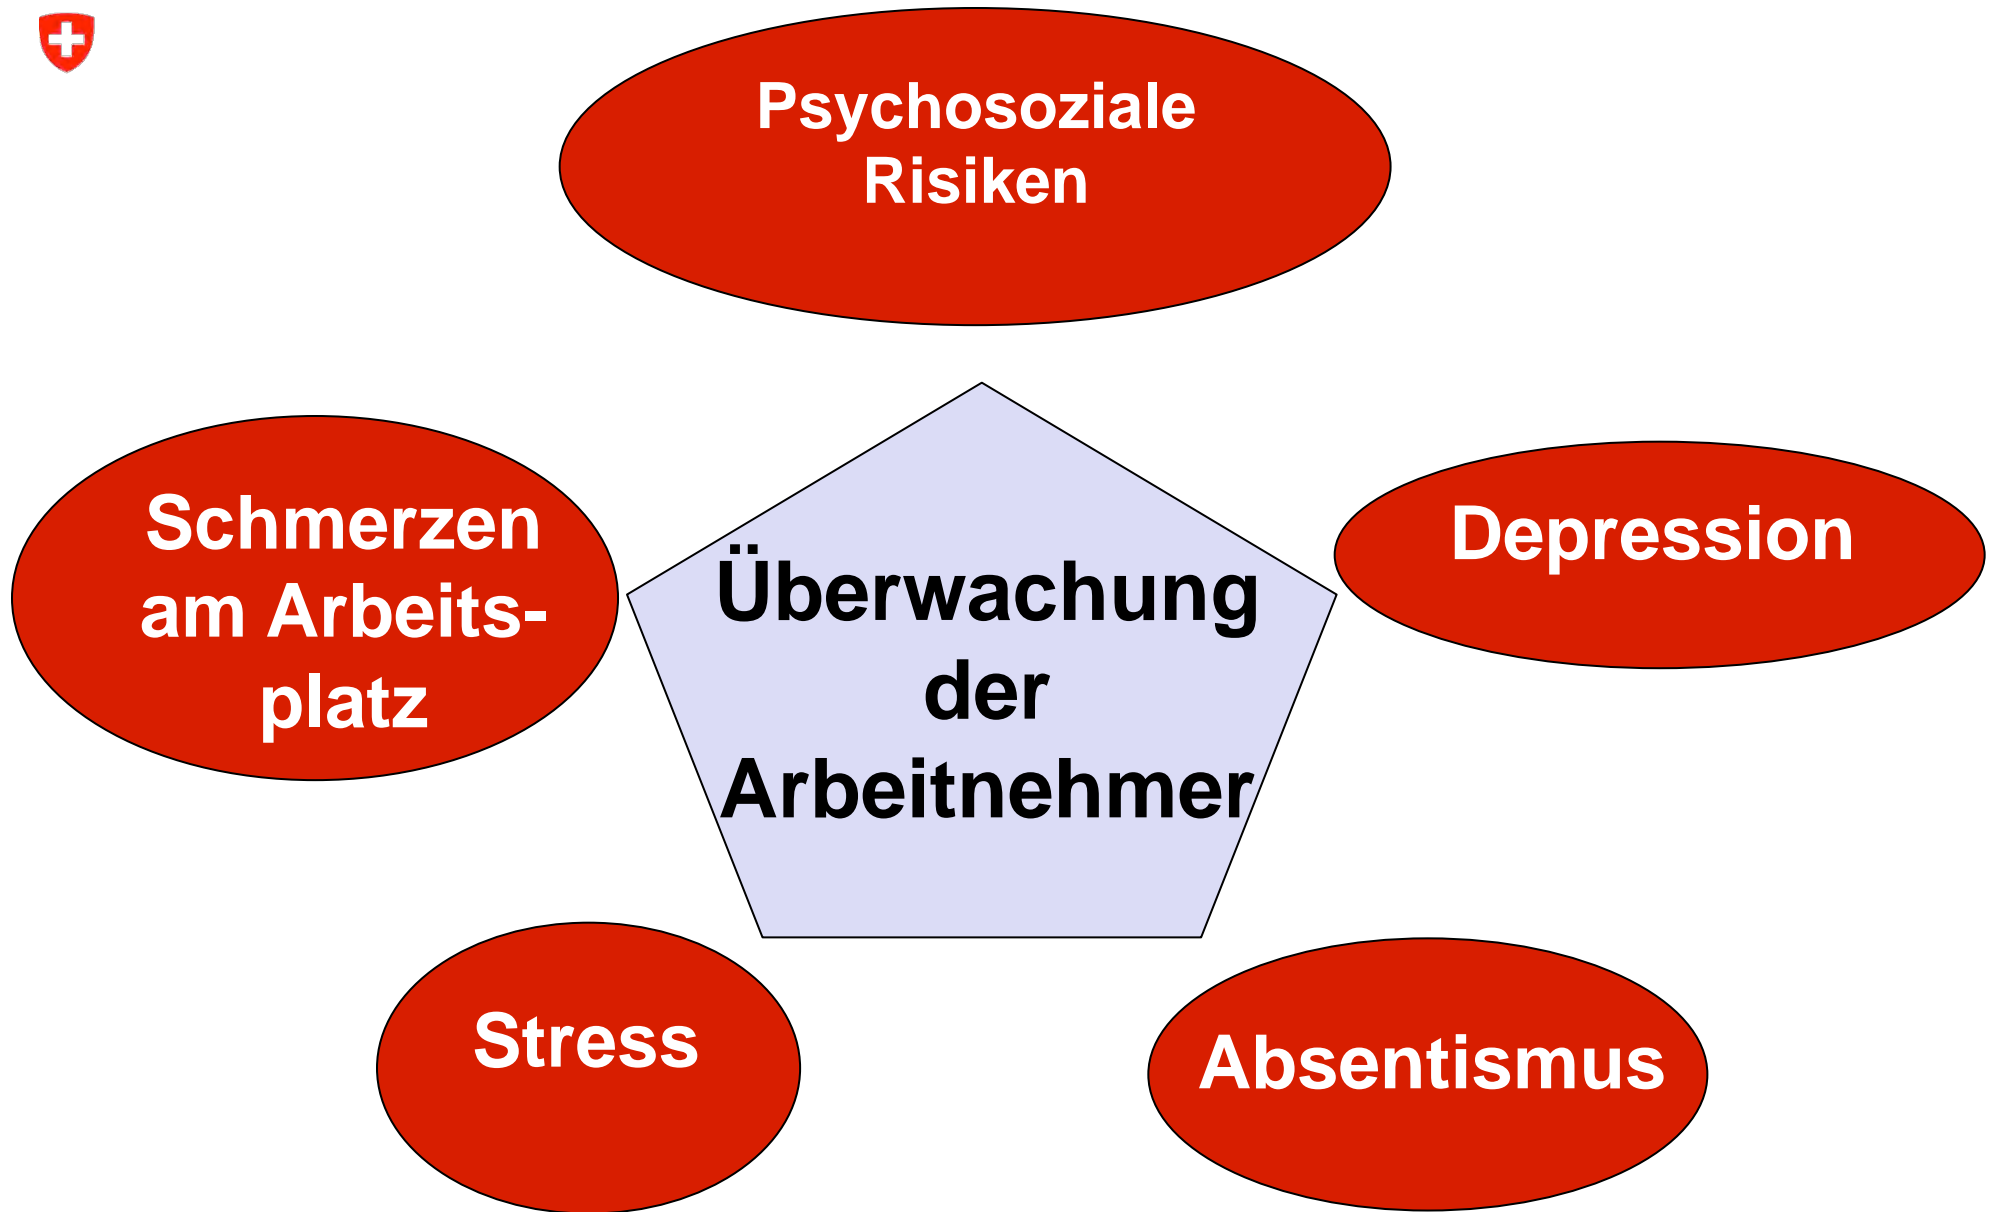 Psychosoziale
Risiken
Schmerzen
am Arbeits-
platz
Überwachung
der
Arbeitnehmer
Depression
Stress
Absentismus